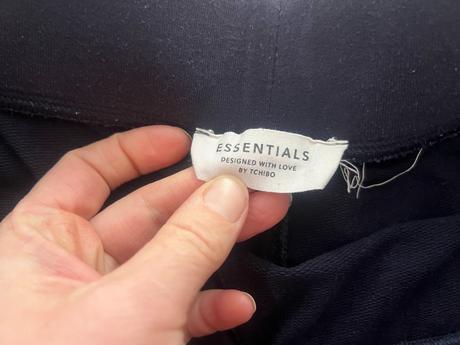 ESSENTIALS
DESIGNED WITH LOVE
BY TCHIBO